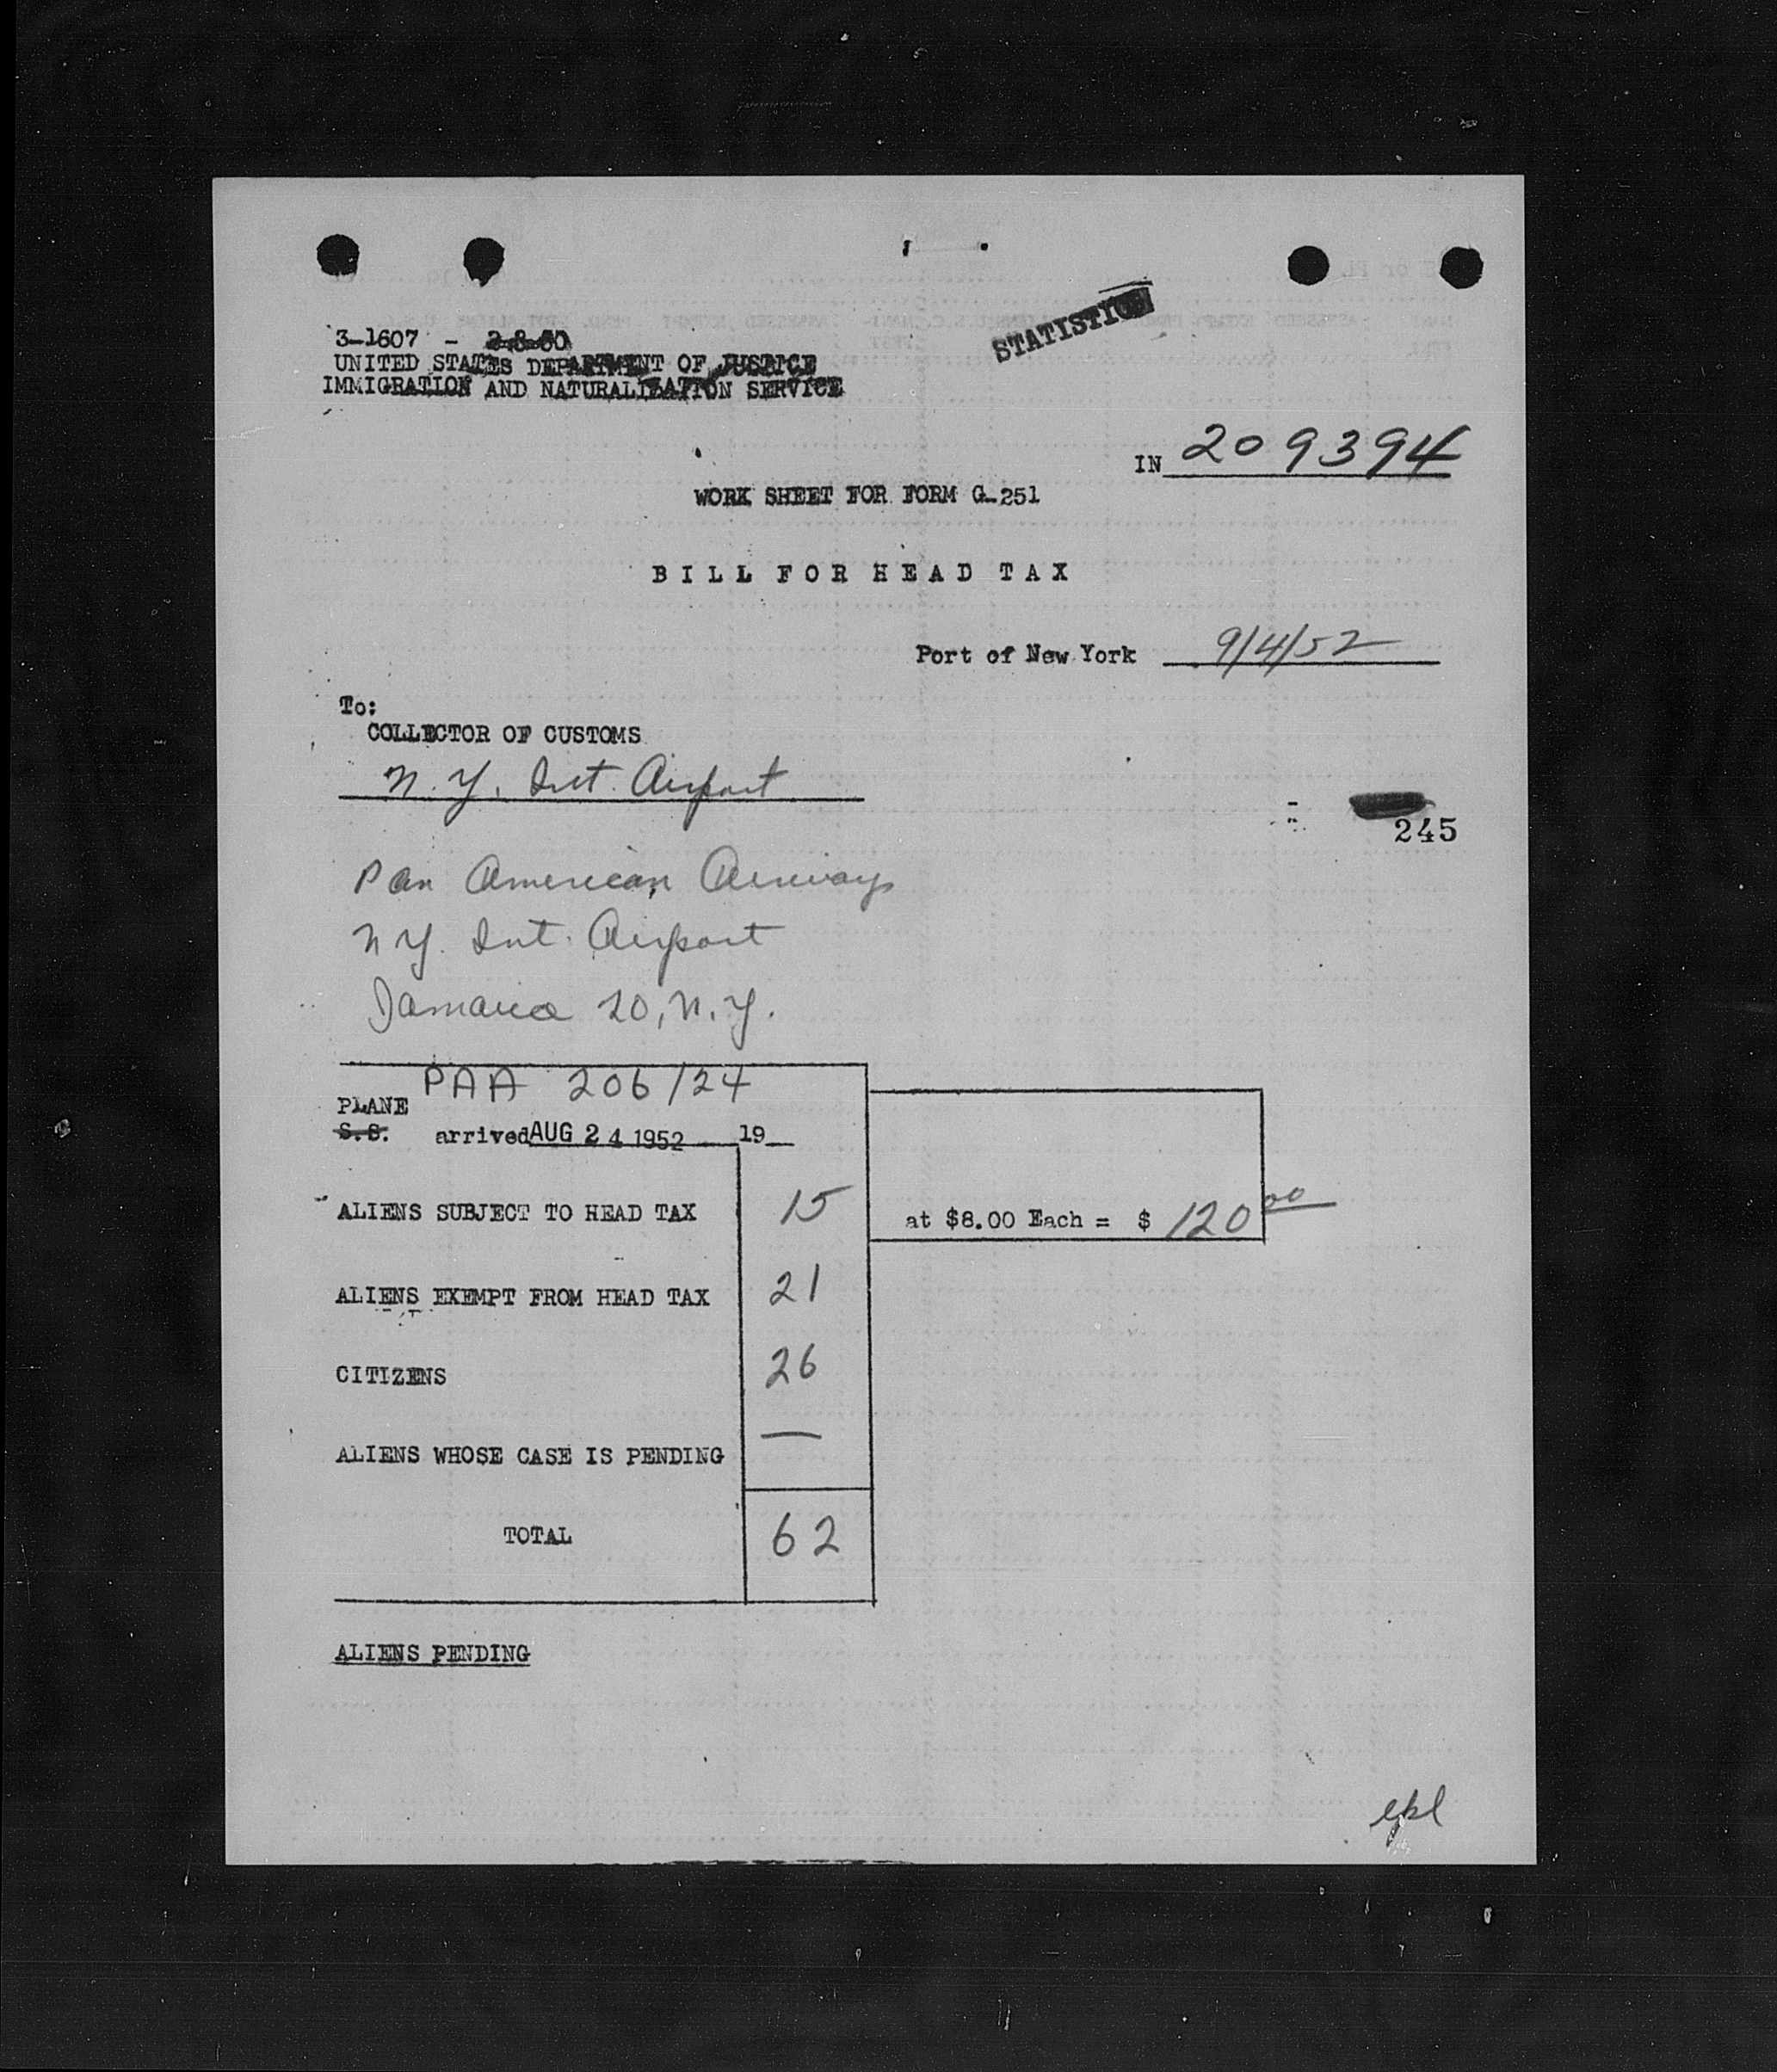 3-1607 - 2-8-50
UNITED STATES DEPARTMENT OF JUSTICE
IMMIGRATION AND NATURALIZATION SERVICE
STATISTICS
IN 209394
WORK SHEET FOR FORM G-251
BILL FOR HEAD TAX
Port of New York 9/4/52
To:
COLLECTOR OF CUSTOMS
N.Y. Int. Airport
245
Pan American Airways
NY. Int. Airport
Jamaica 20, N.Y.
PAA 206/24
PLANE
S.S. arrived AUG 24 1952 19
ALIENS SUBJECT TO HEAD TAX 15 at $8.00 Each = $ 120 00
ALIENS EXEMPT FROM HEAD TAX 21
CITIZENS 26
ALIENS WHOSE CASE IS PENDING —
TOTAL 62
ALIENS PENDING